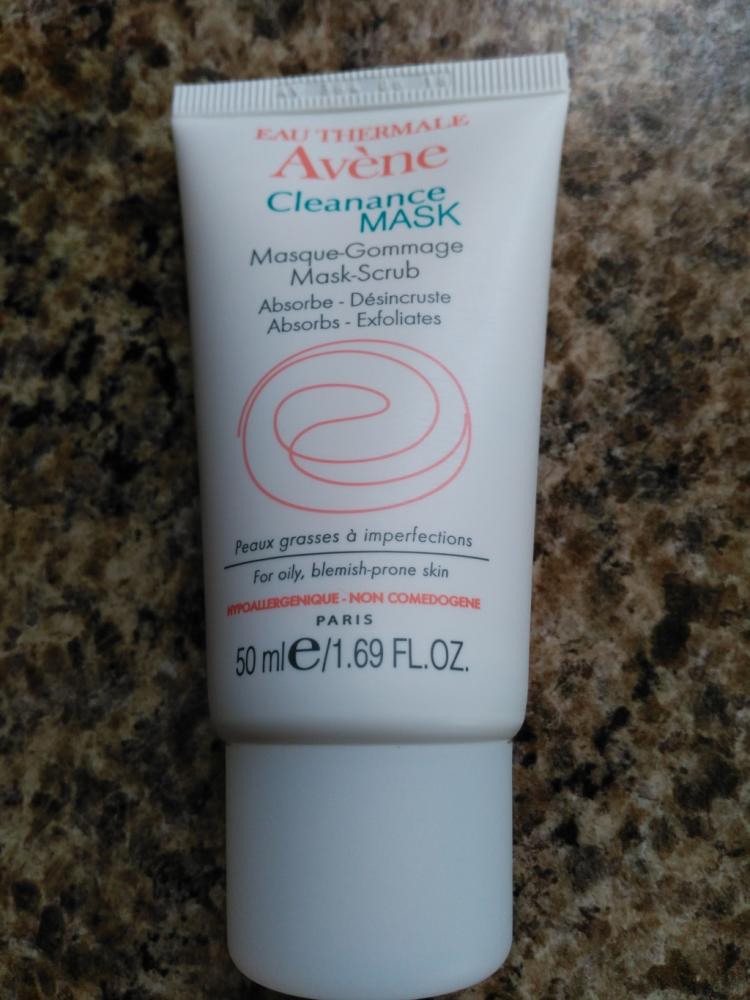 EAU THERMALE
Avène
Cleanance
MASK
Masque-Gommage
Mask-Scrub
Absorbe - Désincruste
Absorbs - Exfoliates
Peaux grasses à imperfections
For oily, blemish-prone skin
HYPOALLERGENIQUE - NON COMEDOGENE
PARIS
50 ml e/1.69 FL.OZ.